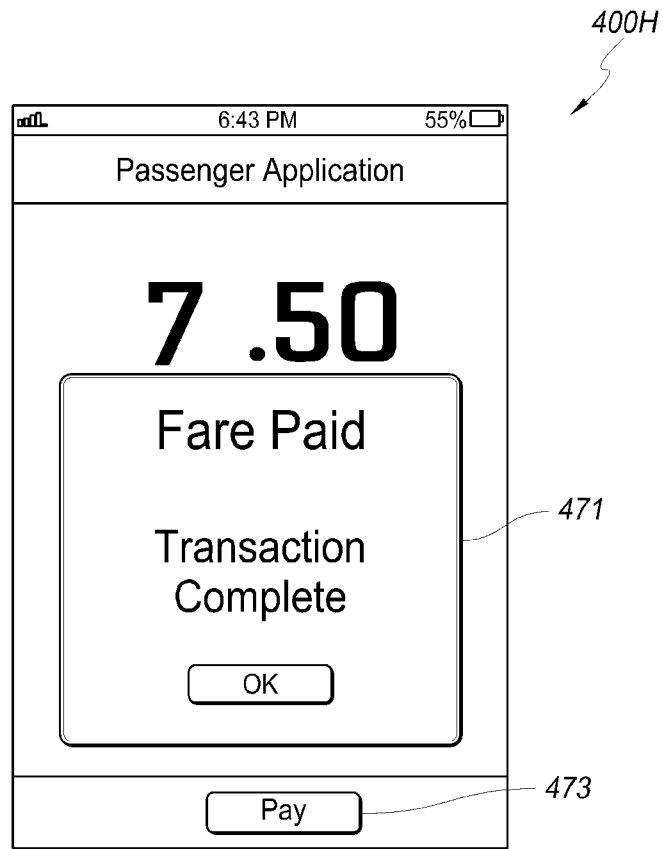 400H
6:43 PM 55%
Passenger Application
7 .50
Fare Paid
471
Transaction
Complete
OK
473
Pay